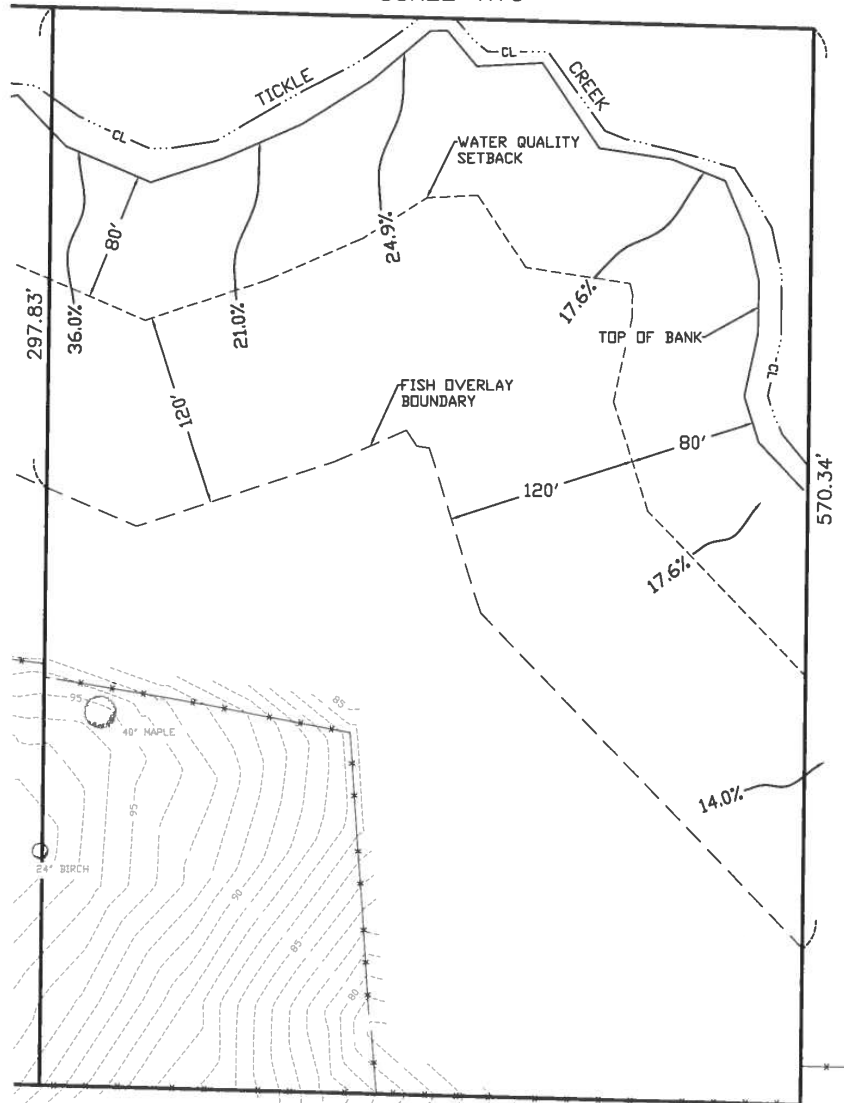 TICKLE
CREEK
CL
CL
WATER QUALITY
SETBACK
80'
36.0%
21.0%
24.9%
17.6%
297.83'
TOP OF BANK
CL
120'
FISH OVERLAY
BOUNDARY
80'
120'
570.34'
17.6%
14.0%
95
85
40" MAPLE
95
24" BIRCH
90
85
80